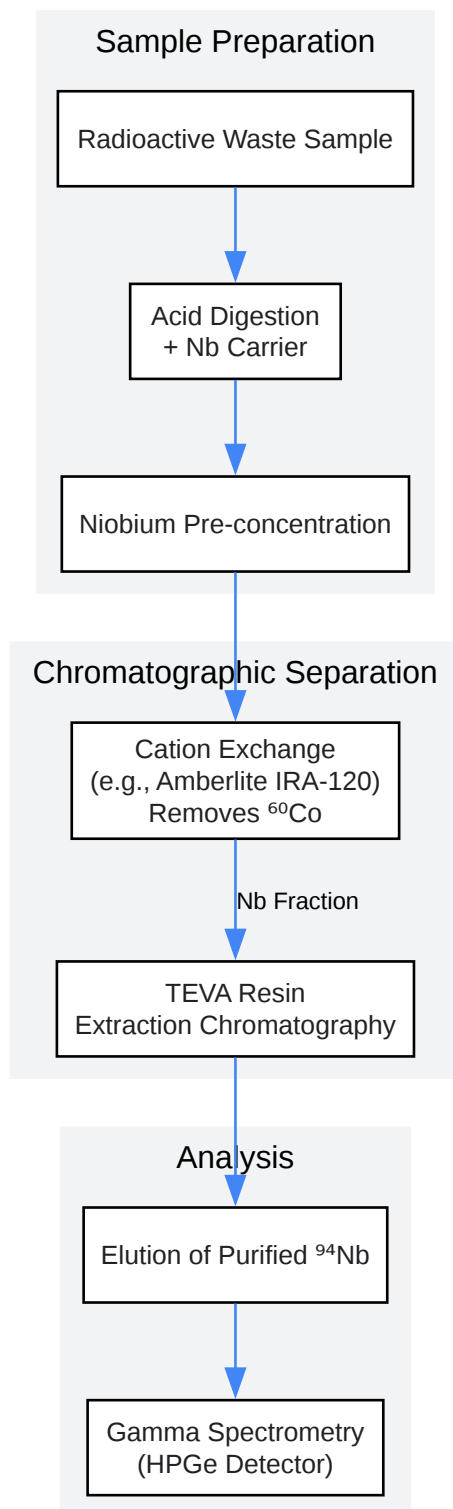 Sample Preparation
Radioactive Waste Sample
Acid Digestion
+ Nb Carrier
Niobium Pre-concentration
Chromatographic Separation
Cation Exchange
(e.g., Amberlite IRA-120)
Removes ⁶⁰Co
Nb Fraction
TEVA Resin
Extraction Chromatography
Analysis
Elution of Purified ⁹⁴Nb
Gamma Spectrometry
(HPGe Detector)